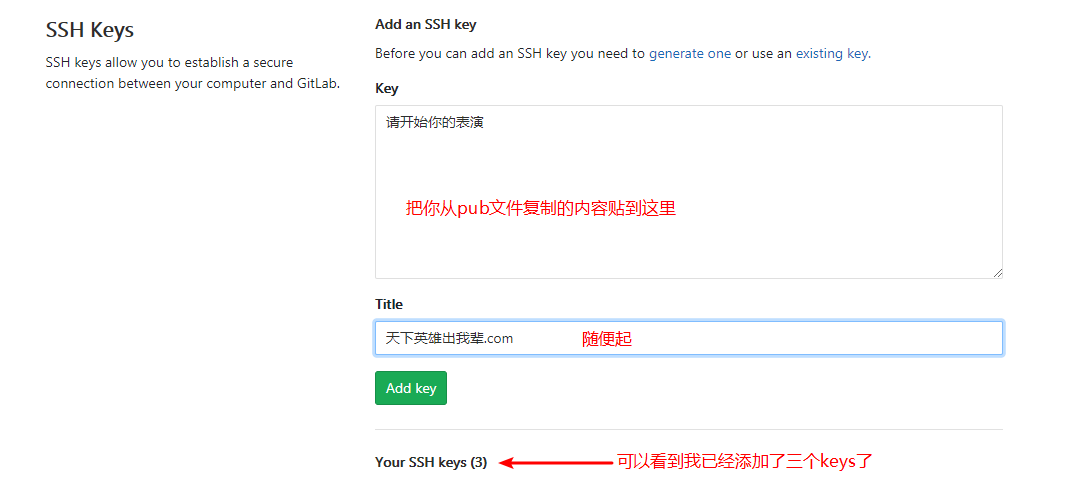 SSH Keys
SSH keys allow you to establish a secure
connection between your computer and GitLab.
Add an SSH key
Before you can add an SSH key you need to generate one or use an existing key.
Key
请开始你的表演
把你从pub文件复制的内容贴到这里
Title
天下英雄出我辈.com 随便起
Add key
Your SSH keys (3) 可以看到我已经添加了三个keys了